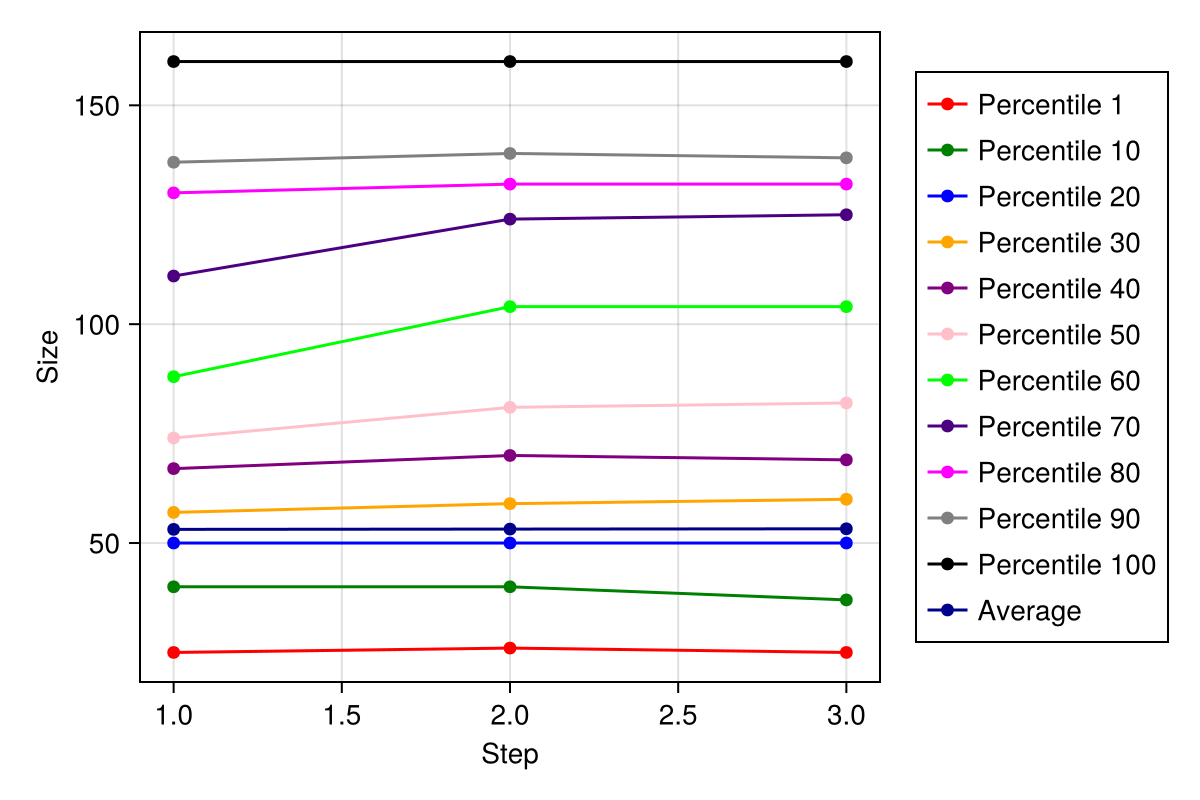 150
100
50
Size
1.0 1.5 2.0 2.5 3.0
Step
Percentile 1
Percentile 10
Percentile 20
Percentile 30
Percentile 40
Percentile 50
Percentile 60
Percentile 70
Percentile 80
Percentile 90
Percentile 100
Average